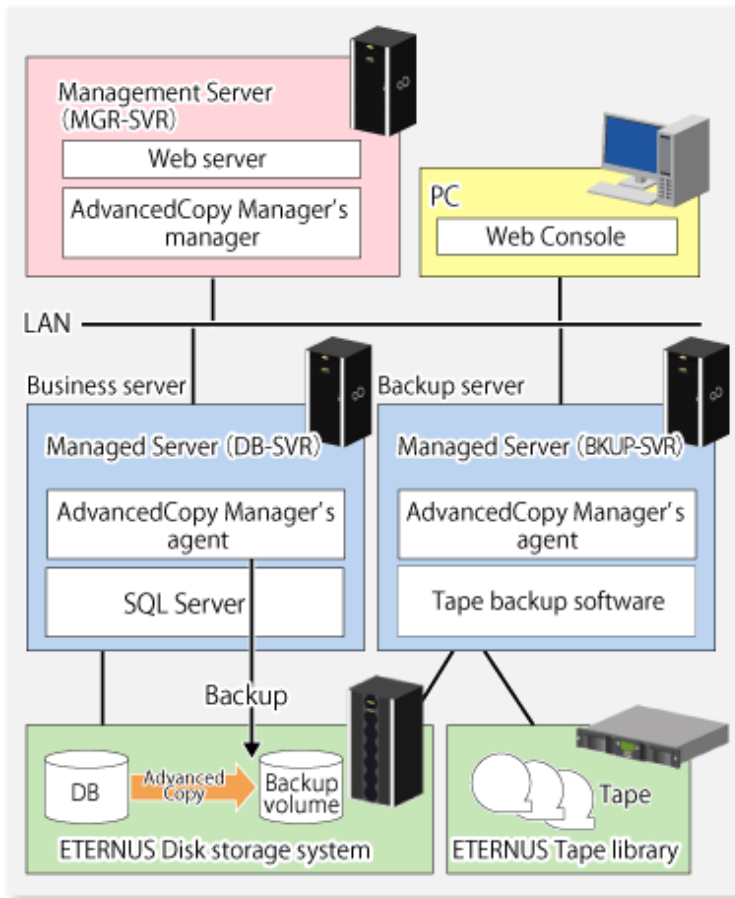 Management Server
(MGR-SVR)
Web server
AdvancedCopy Manager's
manager
PC
Web Console
LAN
Business server
Managed Server (DB-SVR)
AdvancedCopy Manager's
agent
SQL Server
Backup server
Managed Server (BKUP-SVR)
AdvancedCopy Manager's
agent
Tape backup software
Backup
DB
Advanced
Copy
Backup
volume
ETERNUS Disk storage system
Tape
ETERNUS Tape library